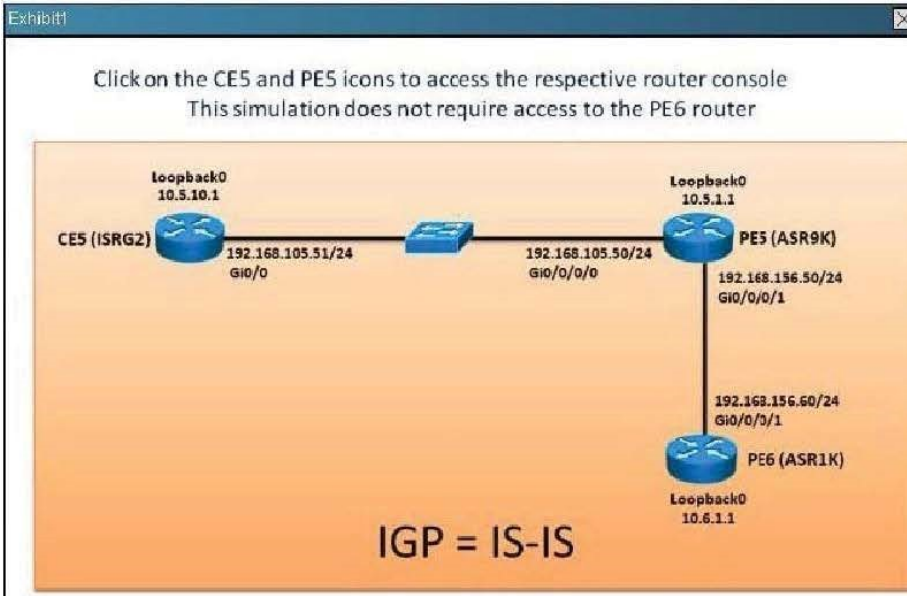 Exhibit1
Click on the CE5 and PE5 icons to access the respective router console
This simulation does not require access to the PE6 router
Loopback0
10.5.10.1
Loopback0
10.5.1.1
CE5 (ISRG2)
192.168.105.51/24
Gi0/0
192.168.105.50/24
Gi0/0/0/0
PE5 (ASR9K)
192.168.156.50/24
Gi0/0/0/1
192.168.156.60/24
Gi0/0/0/1
PE6 (ASR1K)
Loopback0
10.6.1.1
IGP = IS-IS